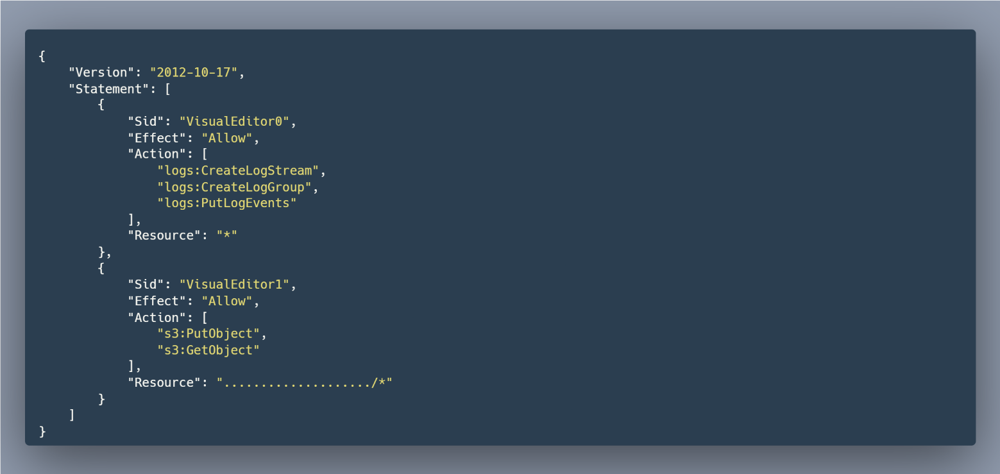 {
    "Version": "2012-10-17",
    "Statement": [
        {
            "Sid": "VisualEditor0",
            "Effect": "Allow",
            "Action": [
                "logs:CreateLogStream",
                "logs:CreateLogGroup",
                "logs:PutLogEvents"
            ],
            "Resource": "*"
        },
        {
            "Sid": "VisualEditor1",
            "Effect": "Allow",
            "Action": [
                "s3:PutObject",
                "s3:GetObject"
            ],
            "Resource": "..................../*"
        }
    ]
}